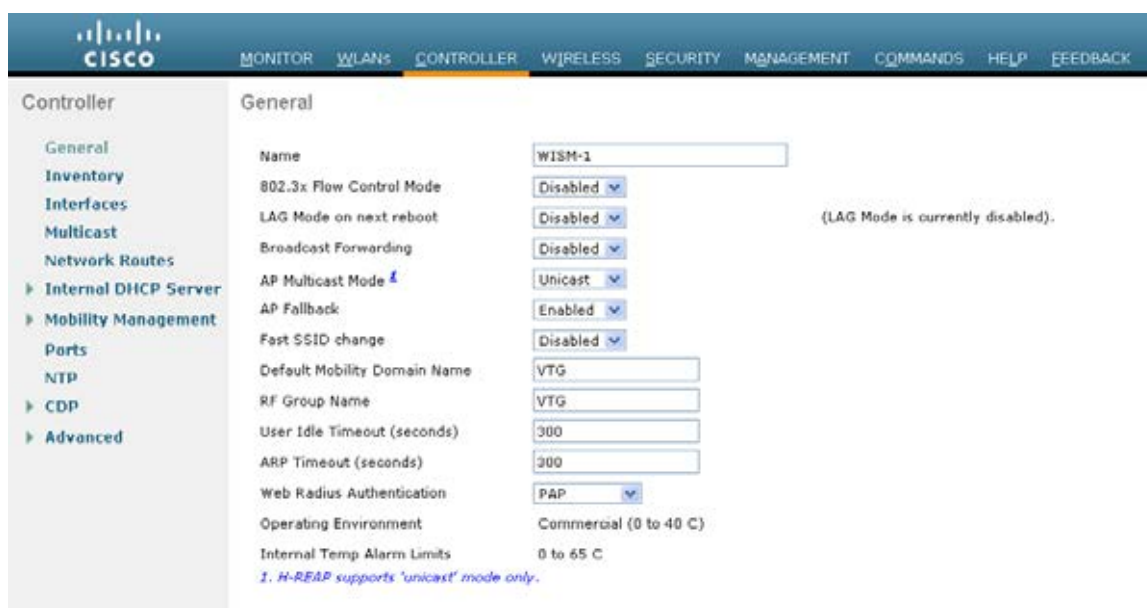 CISCO
MONITOR WLANs CONTROLLER WIRELESS SECURITY MANAGEMENT COMMANDS HELP FEEDBACK
Controller
General
Inventory
Interfaces
Multicast
Network Routes
Internal DHCP Server
Mobility Management
Ports
NTP
CDP
Advanced
General
Name WISM-1
802.3x Flow Control Mode Disabled
LAG Mode on next reboot Disabled (LAG Mode is currently disabled).
Broadcast Forwarding Disabled
AP Multicast Mode 1 Unicast
AP Fallback Enabled
Fast SSID change Disabled
Default Mobility Domain Name VTG
RF Group Name VTG
User Idle Timeout (seconds) 300
ARP Timeout (seconds) 300
Web Radius Authentication PAP
Operating Environment Commercial (0 to 40 C)
Internal Temp Alarm Limits 0 to 65 C
1. H-REAP supports 'unicast' mode only.